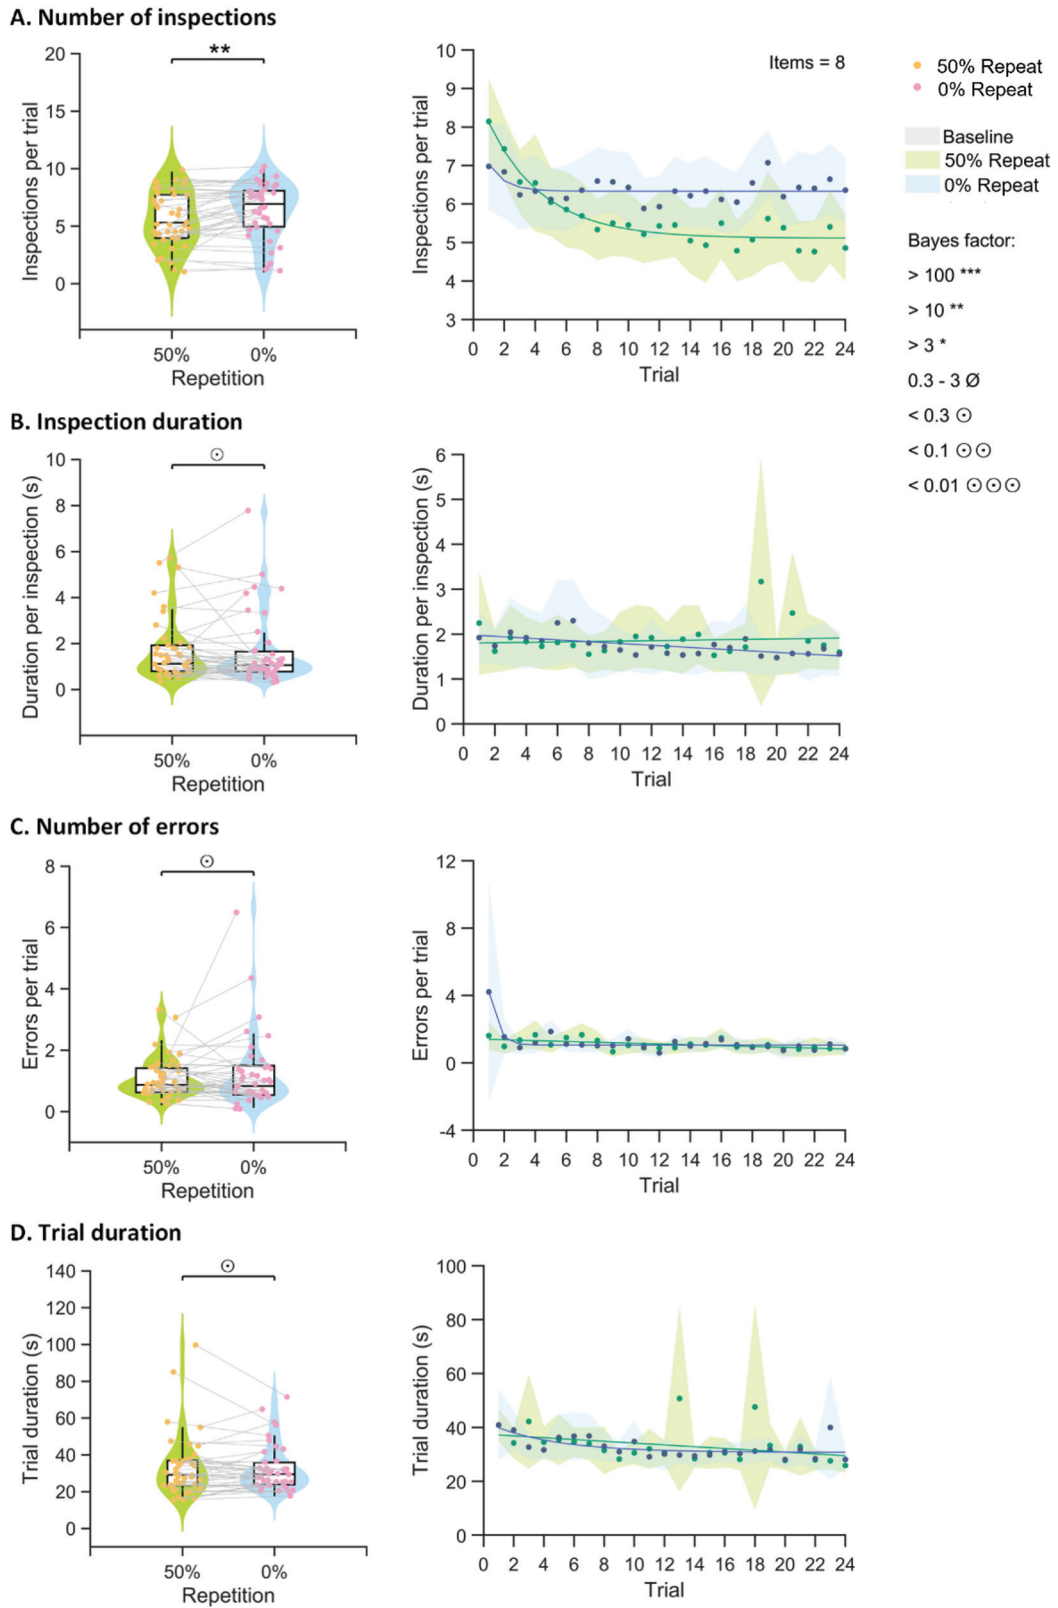 A. Number of inspections
Inspections per trial
20
15
10
5
0
**
50%
0%
Repetition
Inspections per trial
10
9
8
7
6
5
4
3
Items = 8
0 2 4 6 8 10 12 14 16 18 20 22 24
Trial
50% Repeat
0% Repeat
Baseline
50% Repeat
0% Repeat
Bayes factor:
> 100 ***
> 10 **
> 3 *
0.3 - 3 Ø
< 0.3 ⊙
< 0.1 ⊙⊙
< 0.01 ⊙⊙⊙
B. Inspection duration
Duration per inspection (s)
10
8
6
4
2
0
⊙
50%
0%
Repetition
Duration per inspection (s)
6
5
4
3
2
1
0
0 2 4 6 8 10 12 14 16 18 20 22 24
Trial
C. Number of errors
Errors per trial
8
6
4
2
0
⊙
50%
0%
Repetition
Errors per trial
12
8
4
0
-4
0 2 4 6 8 10 12 14 16 18 20 22 24
Trial
D. Trial duration
Trial duration (s)
140
120
100
80
60
40
20
0
⊙
50%
0%
Repetition
Trial duration (s)
100
80
60
40
20
0
0 2 4 6 8 10 12 14 16 18 20 22 24
Trial